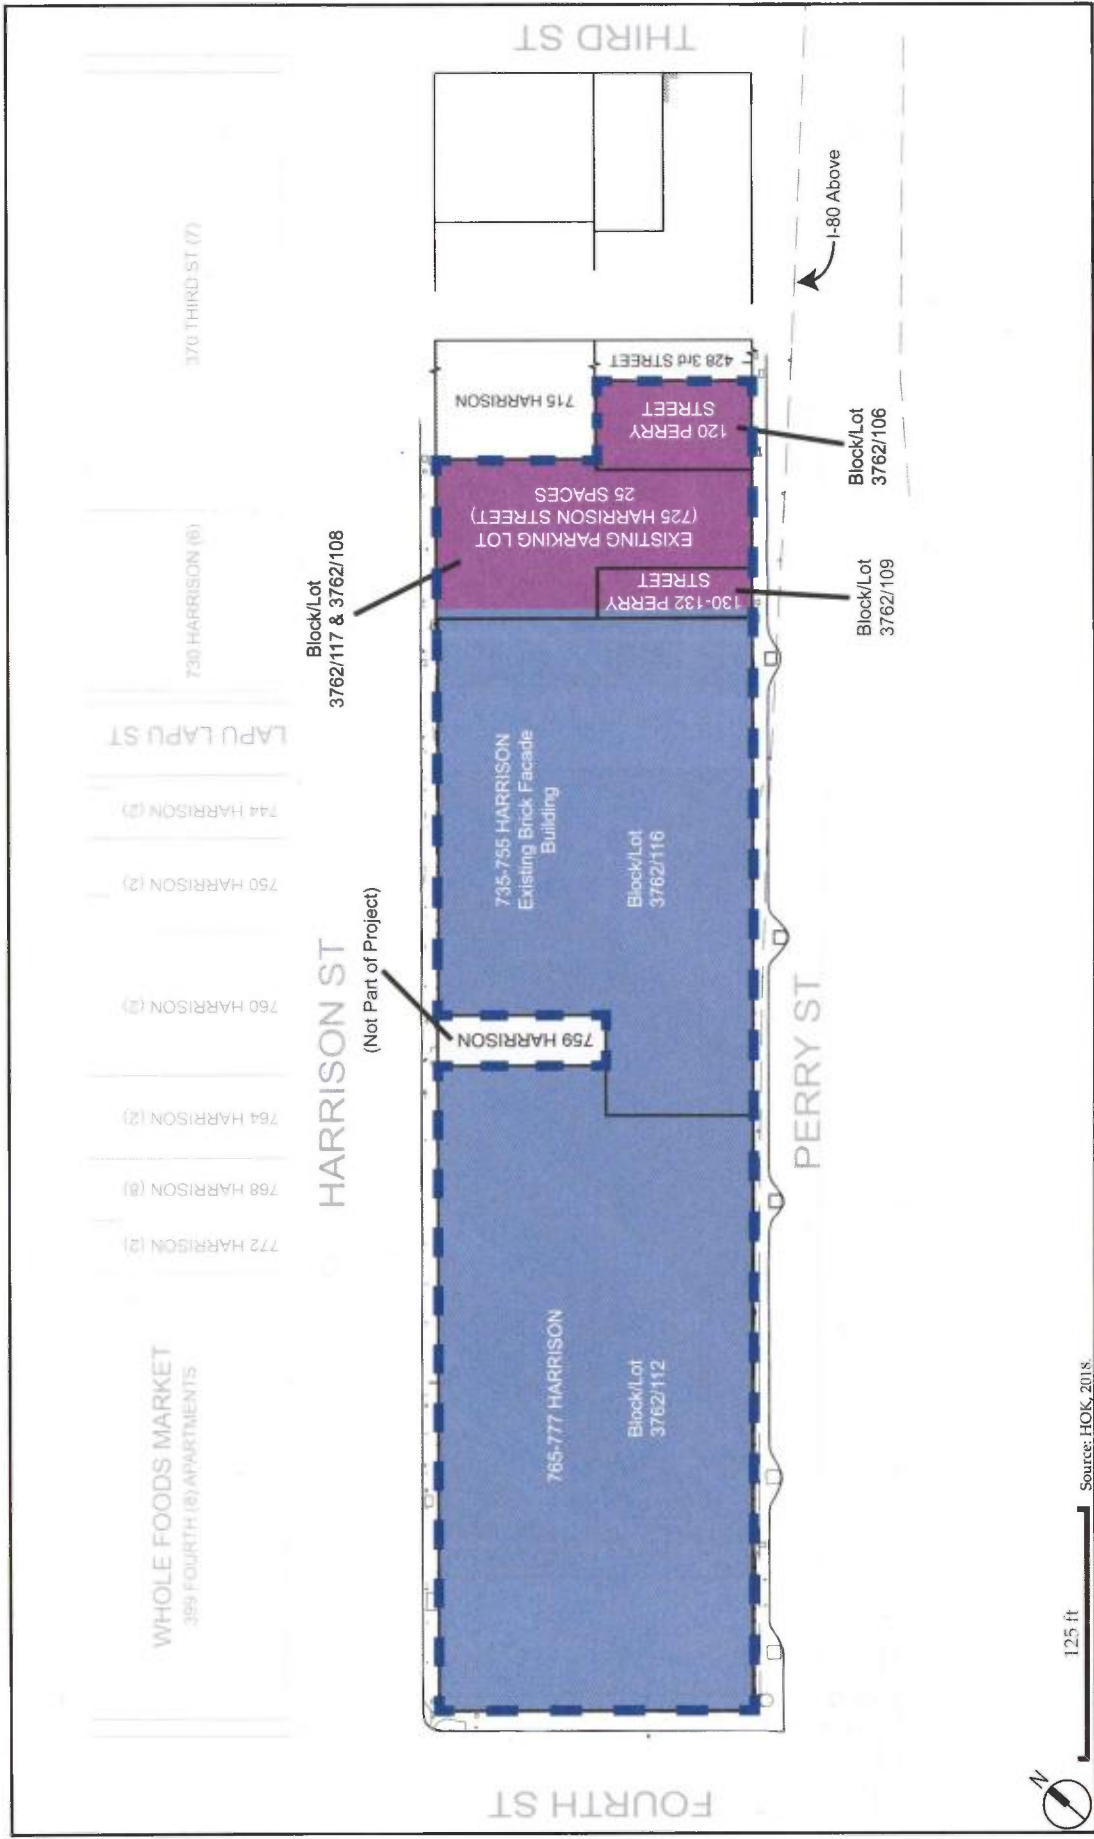 THIRD ST
370 THIRD ST (7)
730 HARRISON (6)
LAPU LAPU ST
744 HARRISON (2)
750 HARRISON (2)
760 HARRISON (2)
764 HARRISON (2)
768 HARRISON (8)
772 HARRISON (2)
WHOLE FOODS MARKET
399 FOURTH (8) APARTMENTS
HARRISON ST
Block/Lot
3762/117 & 3762/108
(Not Part of Project)
715 HARRISON
428 3rd STREET
120 PERRY
STREET
EXISTING PARKING LOT
(725 HARRISON STREET)
25 SPACES
130-132 PERRY
STREET
735-755 HARRISON
Existing Brick Facade
Building
Block/Lot
3762/116
759 HARRISON
765-777 HARRISON
Block/Lot
3762/112
I-80 Above
Block/Lot
3762/106
Block/Lot
3762/109
PERRY ST
FOURTH ST
N
125 ft
Source: HOK, 2018.